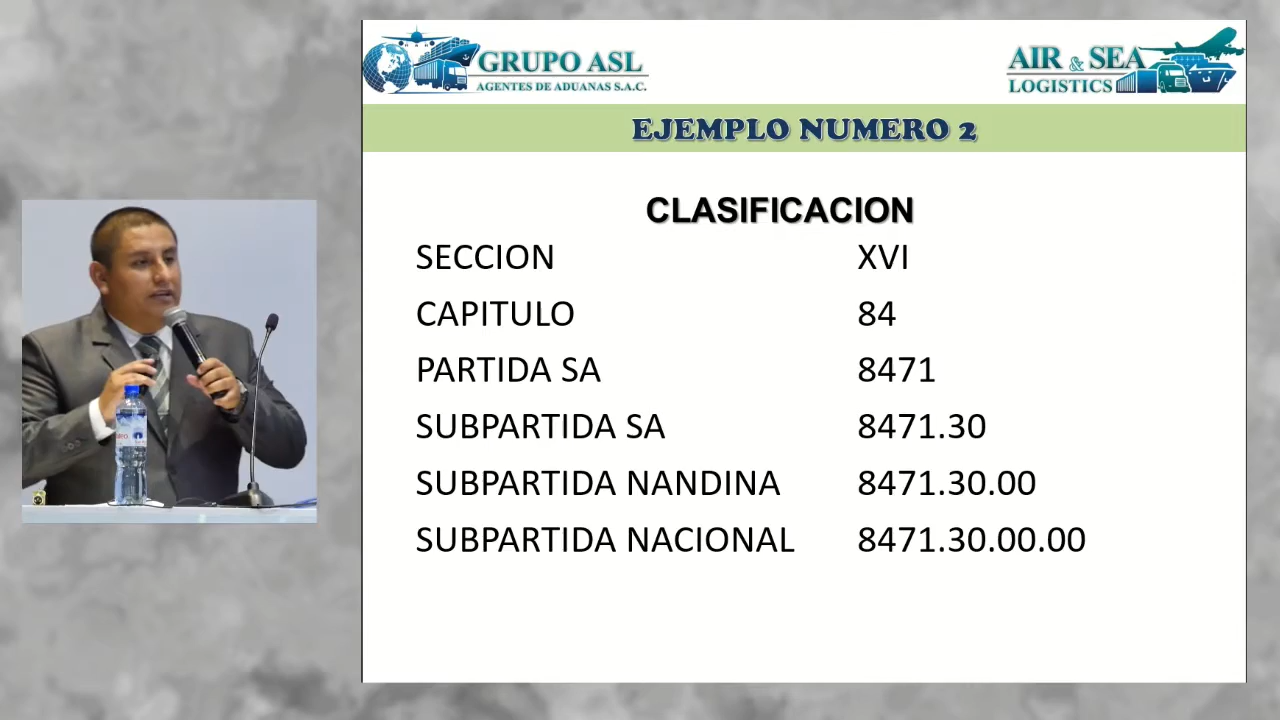 GRUPO ASL
AGENTES DE ADUANAS S.A.C.
AIR & SEA
LOGISTICS
EJEMPLO NUMERO 2
CLASIFICACION
SECCION XVI
CAPITULO 84
PARTIDA SA 8471
SUBPARTIDA SA 8471.30
SUBPARTIDA NANDINA 8471.30.00
SUBPARTIDA NACIONAL 8471.30.00.00